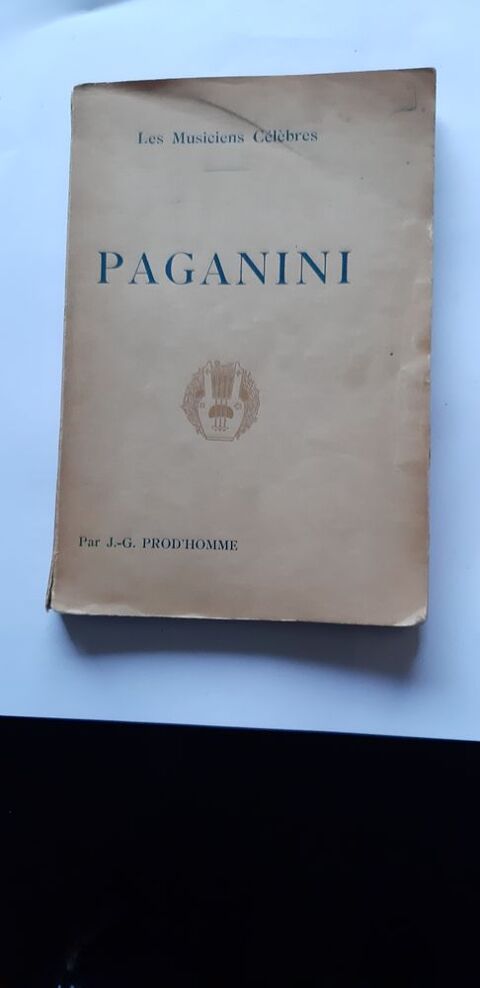 Les Musiciens Célèbres
PAGANINI
Par J.-G. PROD'HOMME